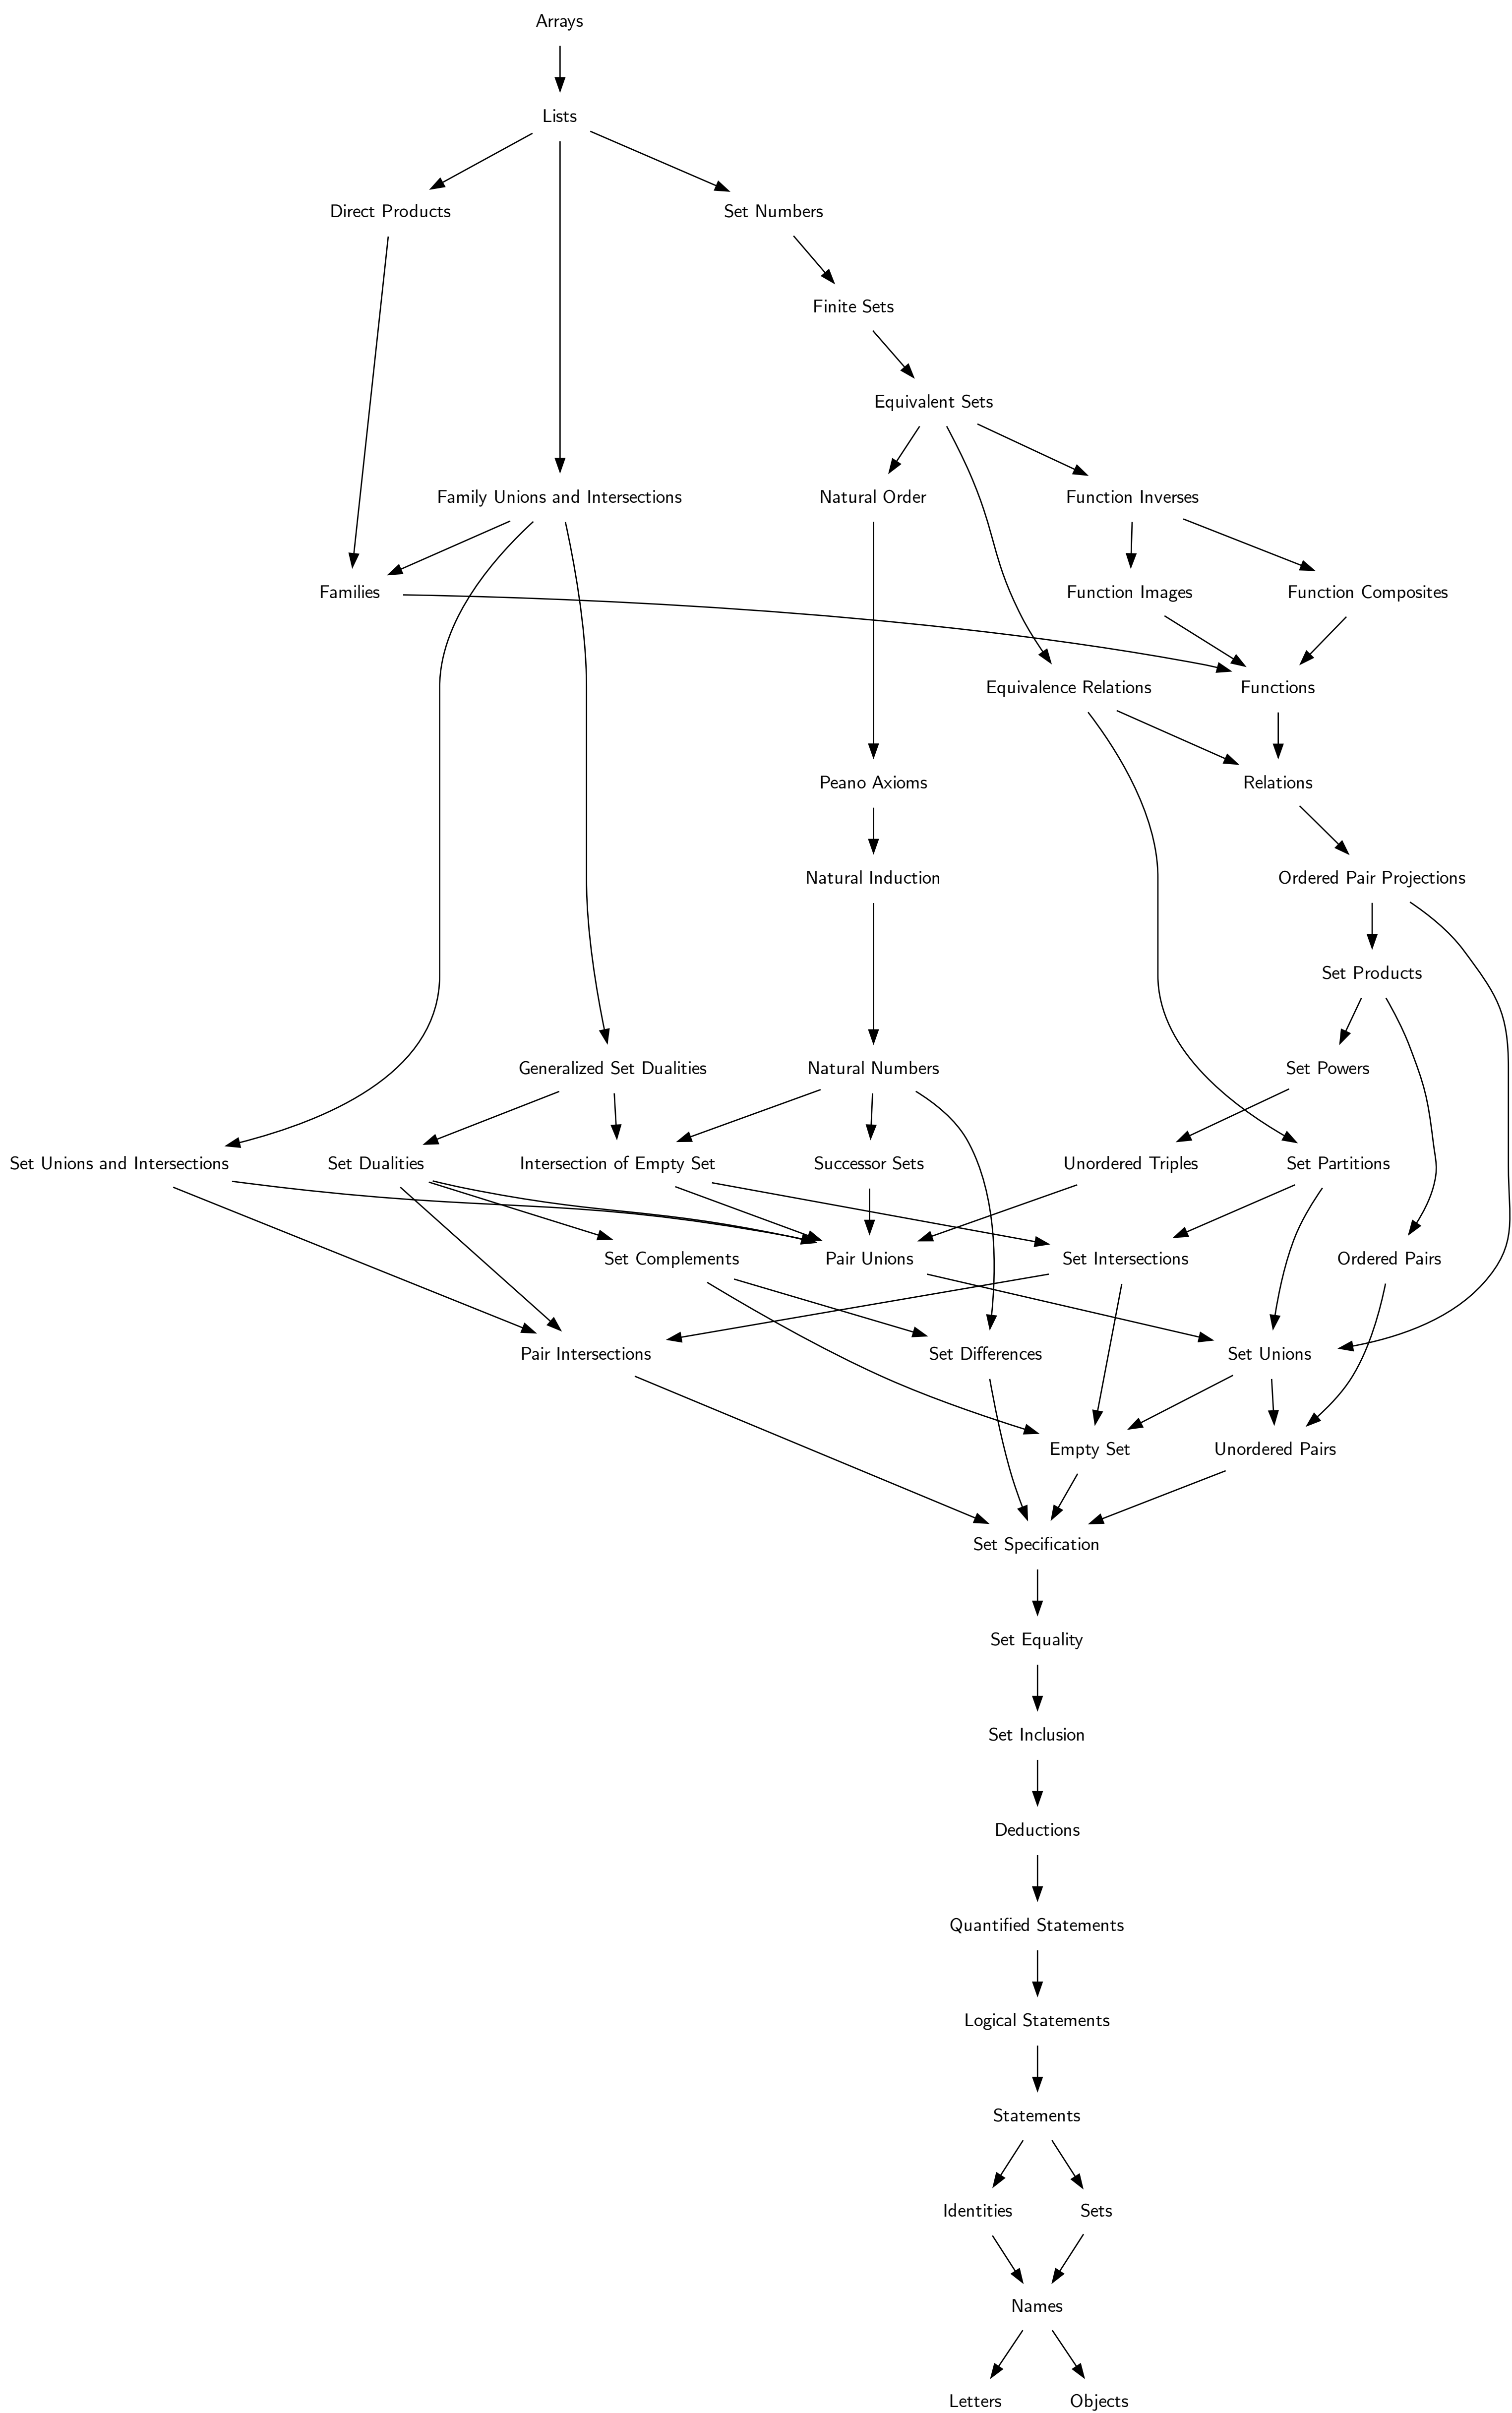 Arrays
Lists
Direct Products
Set Numbers
Finite Sets
Equivalent Sets
Family Unions and Intersections
Natural Order
Function Inverses
Families
Function Images
Function Composites
Equivalence Relations
Functions
Peano Axioms
Relations
Natural Induction
Ordered Pair Projections
Set Products
Generalized Set Dualities
Natural Numbers
Set Powers
Set Unions and Intersections
Set Dualities
Intersection of Empty Set
Successor Sets
Unordered Triples
Set Partitions
Set Complements
Pair Unions
Set Intersections
Ordered Pairs
Pair Intersections
Set Differences
Set Unions
Empty Set
Unordered Pairs
Set Specification
Set Equality
Set Inclusion
Deductions
Quantified Statements
Logical Statements
Statements
Identities
Sets
Names
Letters
Objects